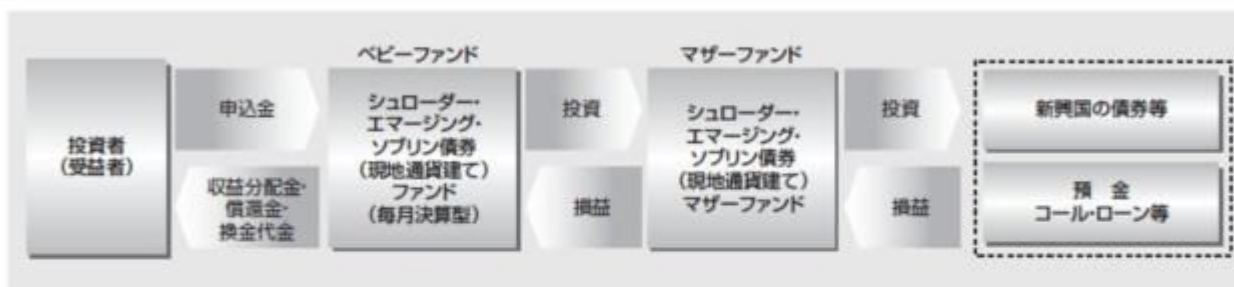 ベビーファンド
マザーファンド
投資者
(受益者)
申込金
収益分配金・
償還金・
換金代金
シュローダー・
エマージング・
ソブリン債券
(現地通貨建て)
ファンド
(毎月決算型)
投資
損益
シュローダー・
エマージング・
ソブリン債券
(現地通貨建て)
マザーファンド
投資
損益
新興国の債券等
預 金
コール・ローン等